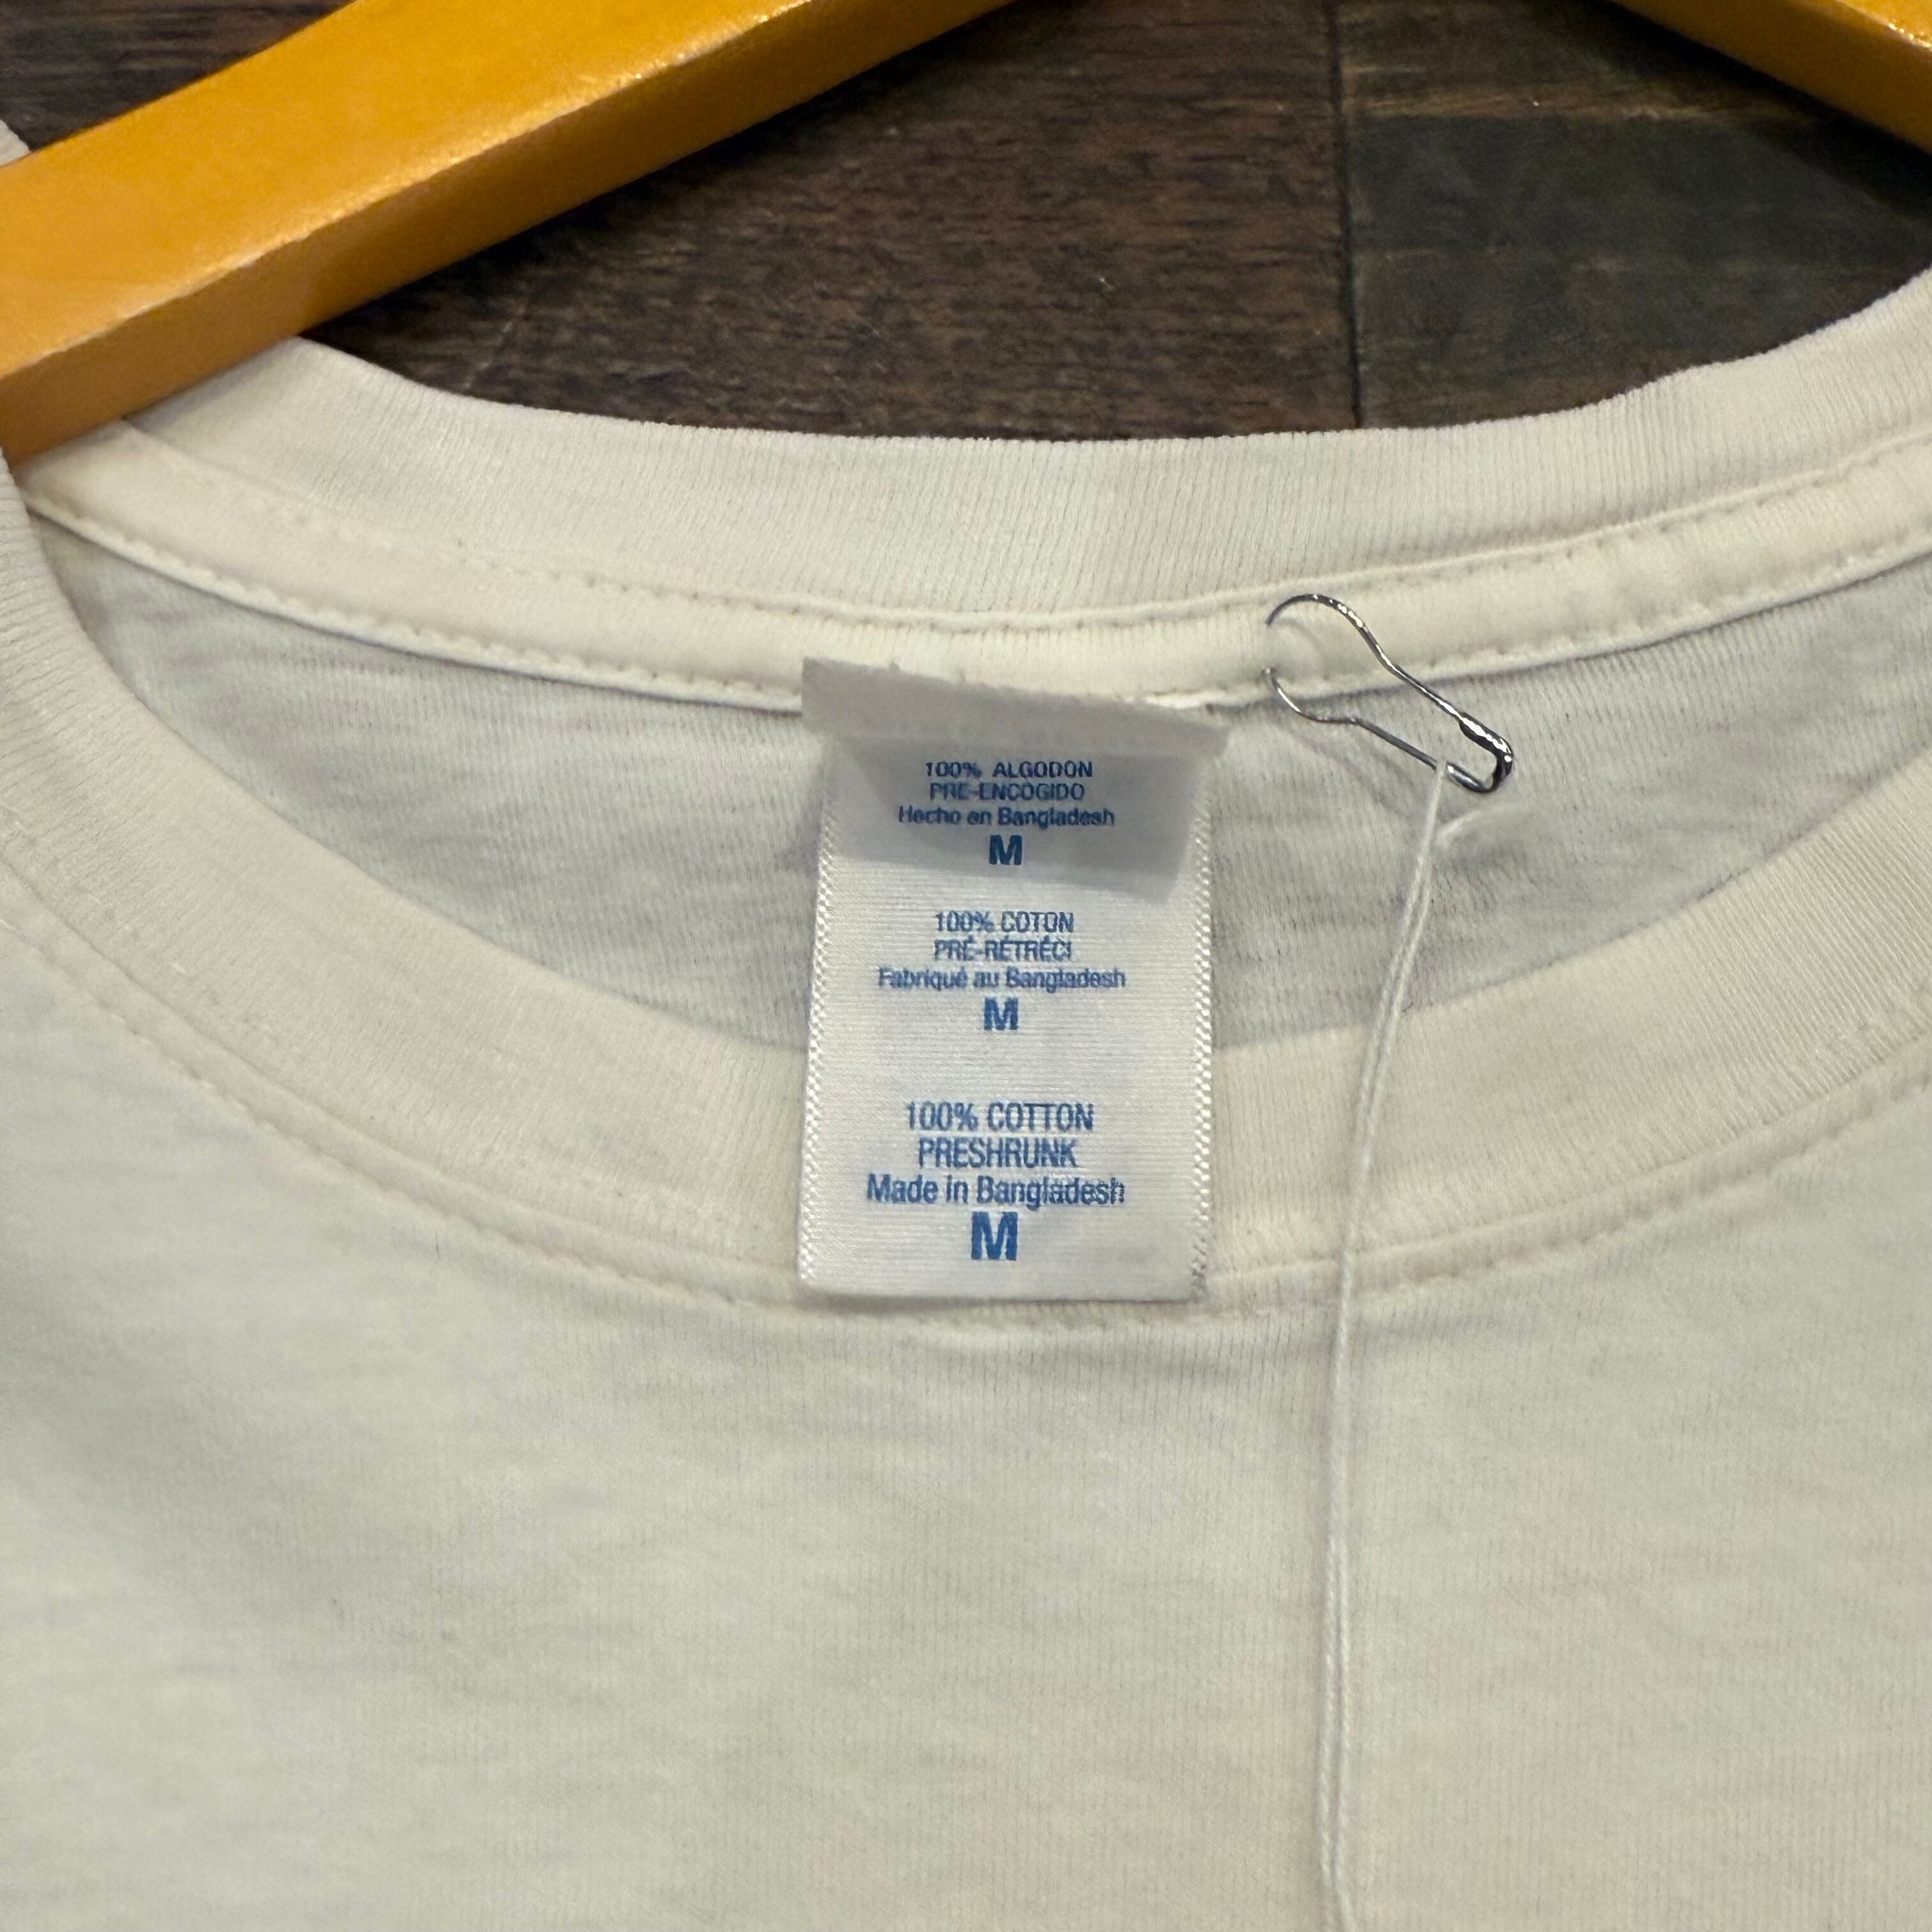 100% ALGODON
PRE-ENCOGIDO
Hecho en Bangladesh
M
100% COTON
PRÉ-RÉTRÉCI
Fabriqué au Bangladesh
M
100% COTTON
PRESHRUNK
Made in Bangladesh
M